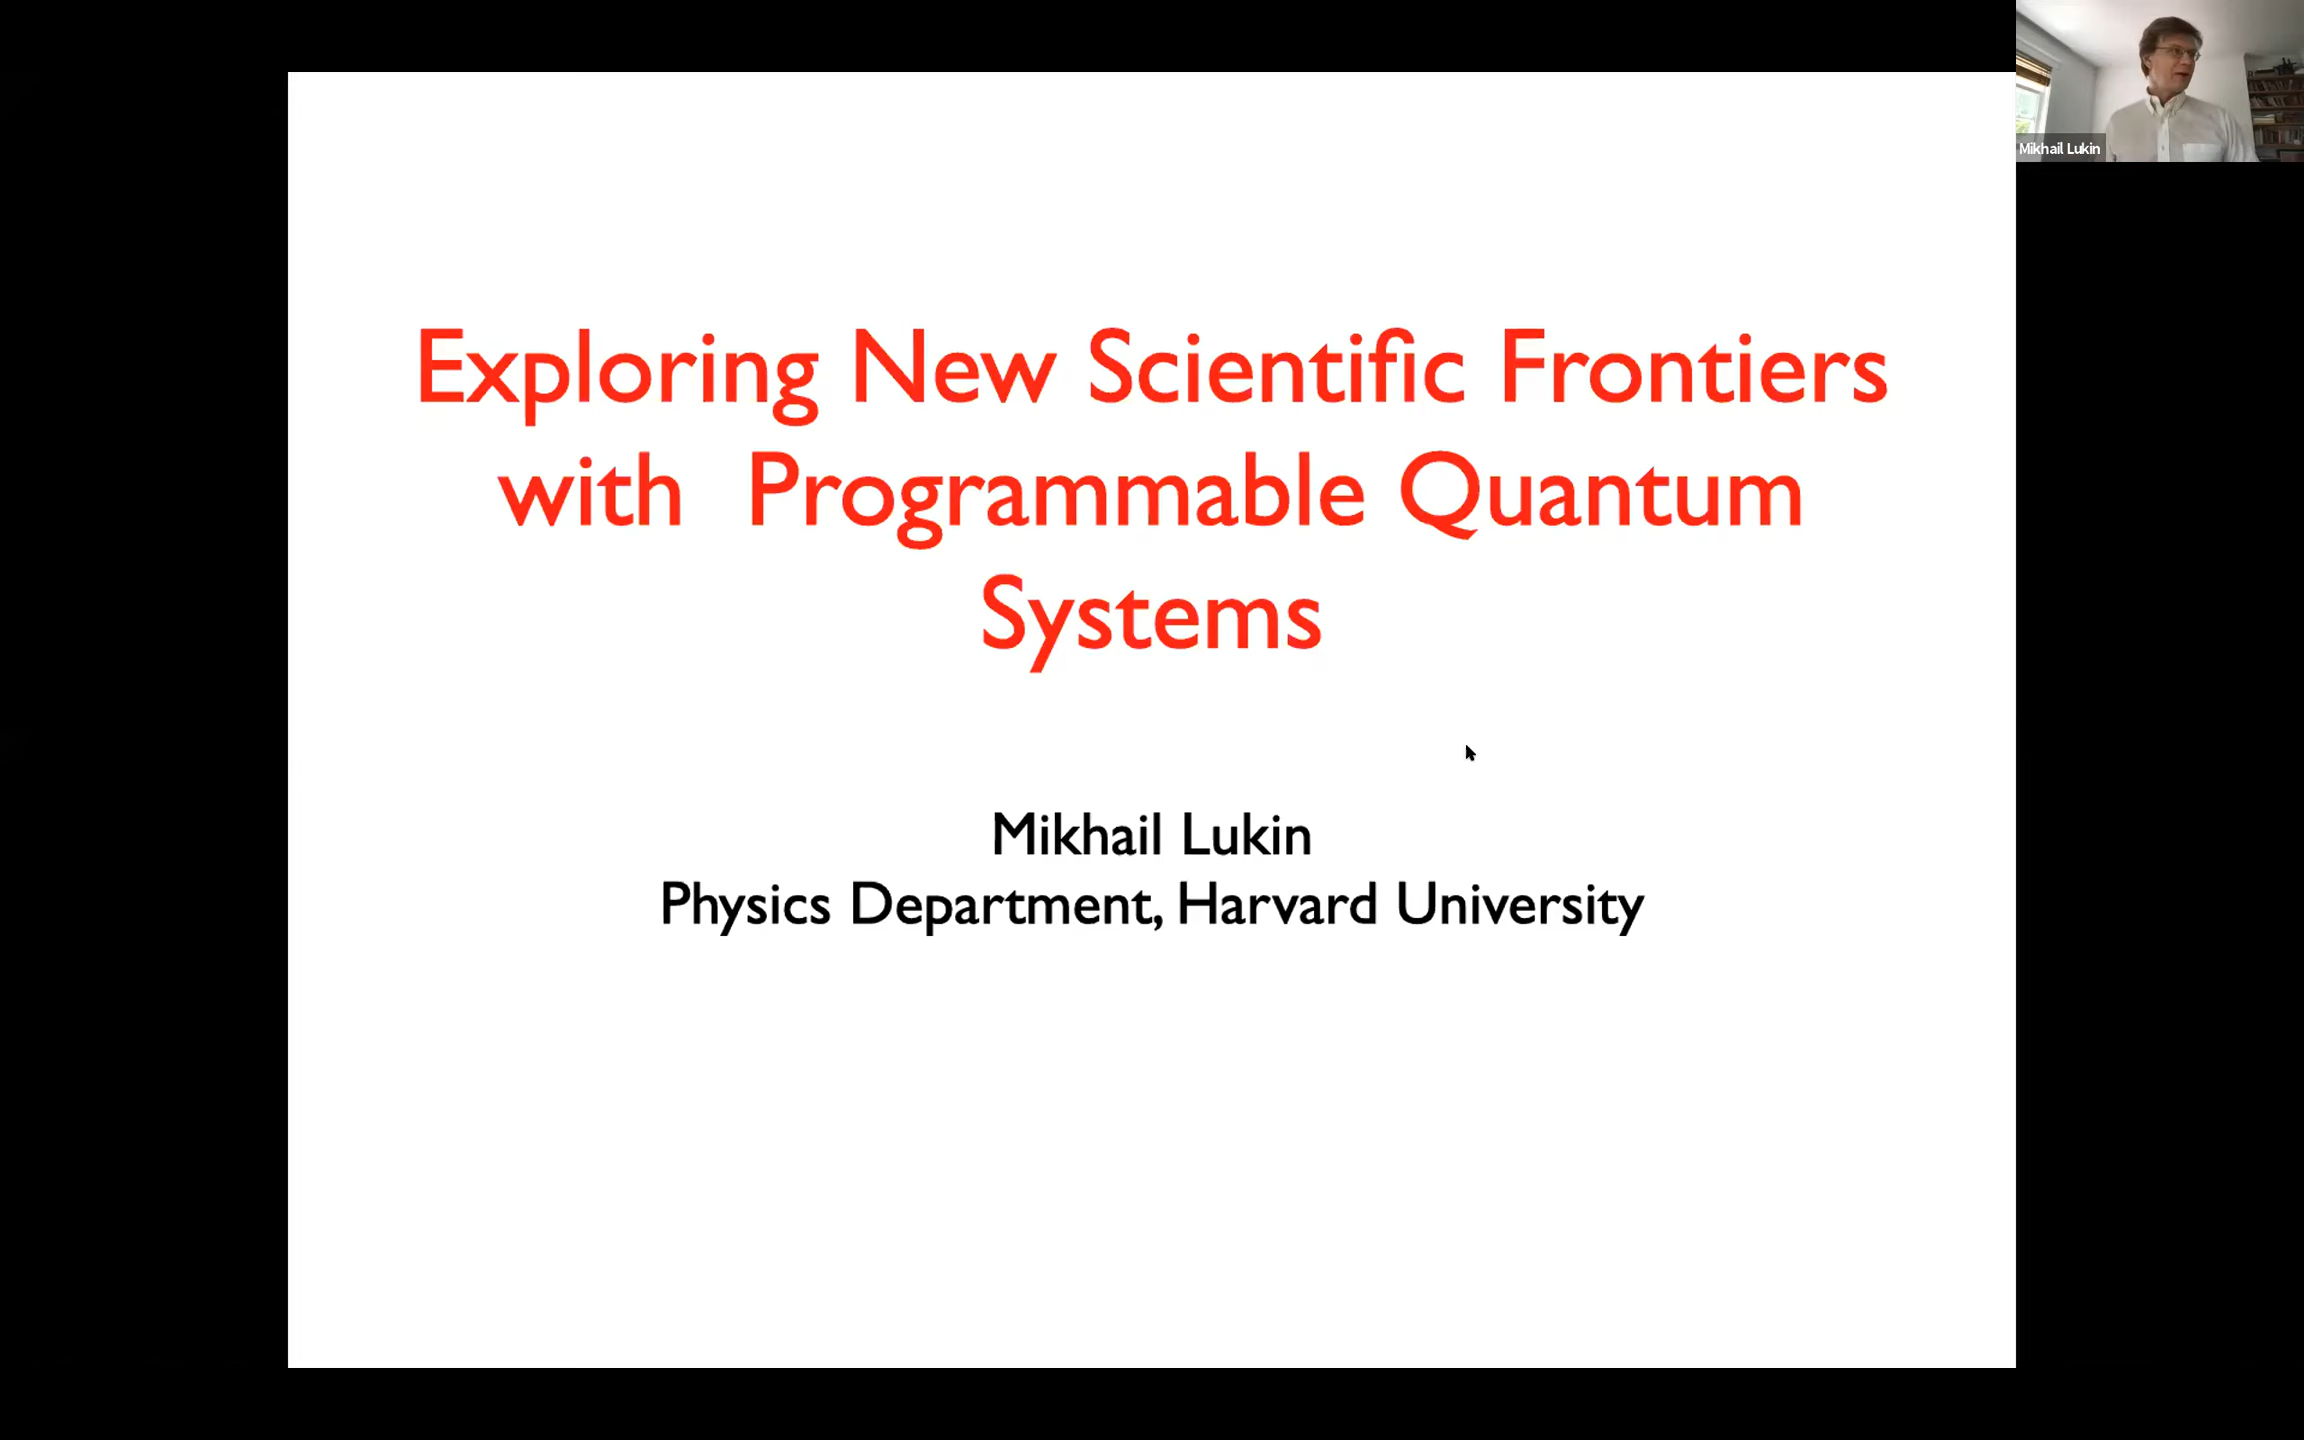 Mikhail Lukin
Exploring New Scientific Frontiers
with Programmable Quantum
Systems
Mikhail Lukin
Physics Department, Harvard University